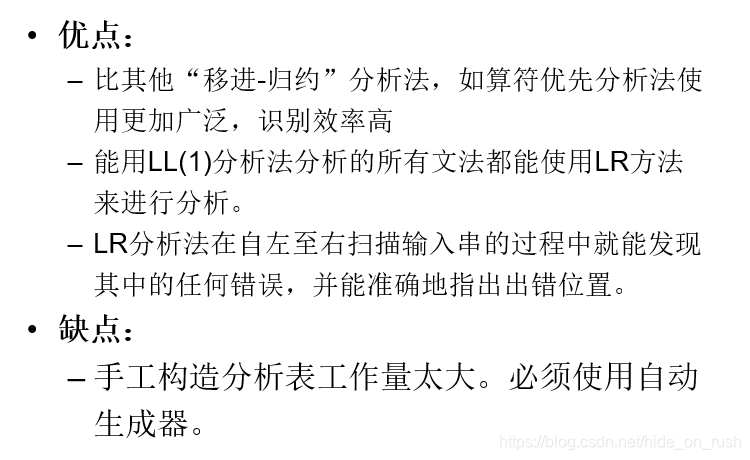 • 优点：
– 比其他“移进-归约”分析法，如算符优先分析法使
用更加广泛，识别效率高
– 能用LL(1)分析法分析的所有文法都能使用LR方法
来进行分析。
– LR分析法在自左至右扫描输入串的过程中就能发现
其中的任何错误，并能准确地指出出错位置。
• 缺点：
– 手工构造分析表工作量太大。必须使用自动
生成器。
https://blog.csdn.net/hide_on_rush